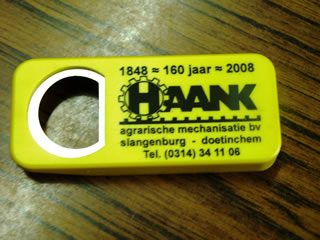 1848 ≈ 160 jaar ≈ 2008
HAANK
agrarische mechanisatie bv
slangenburg - doetinchem
Tel. (0314) 34 11 06